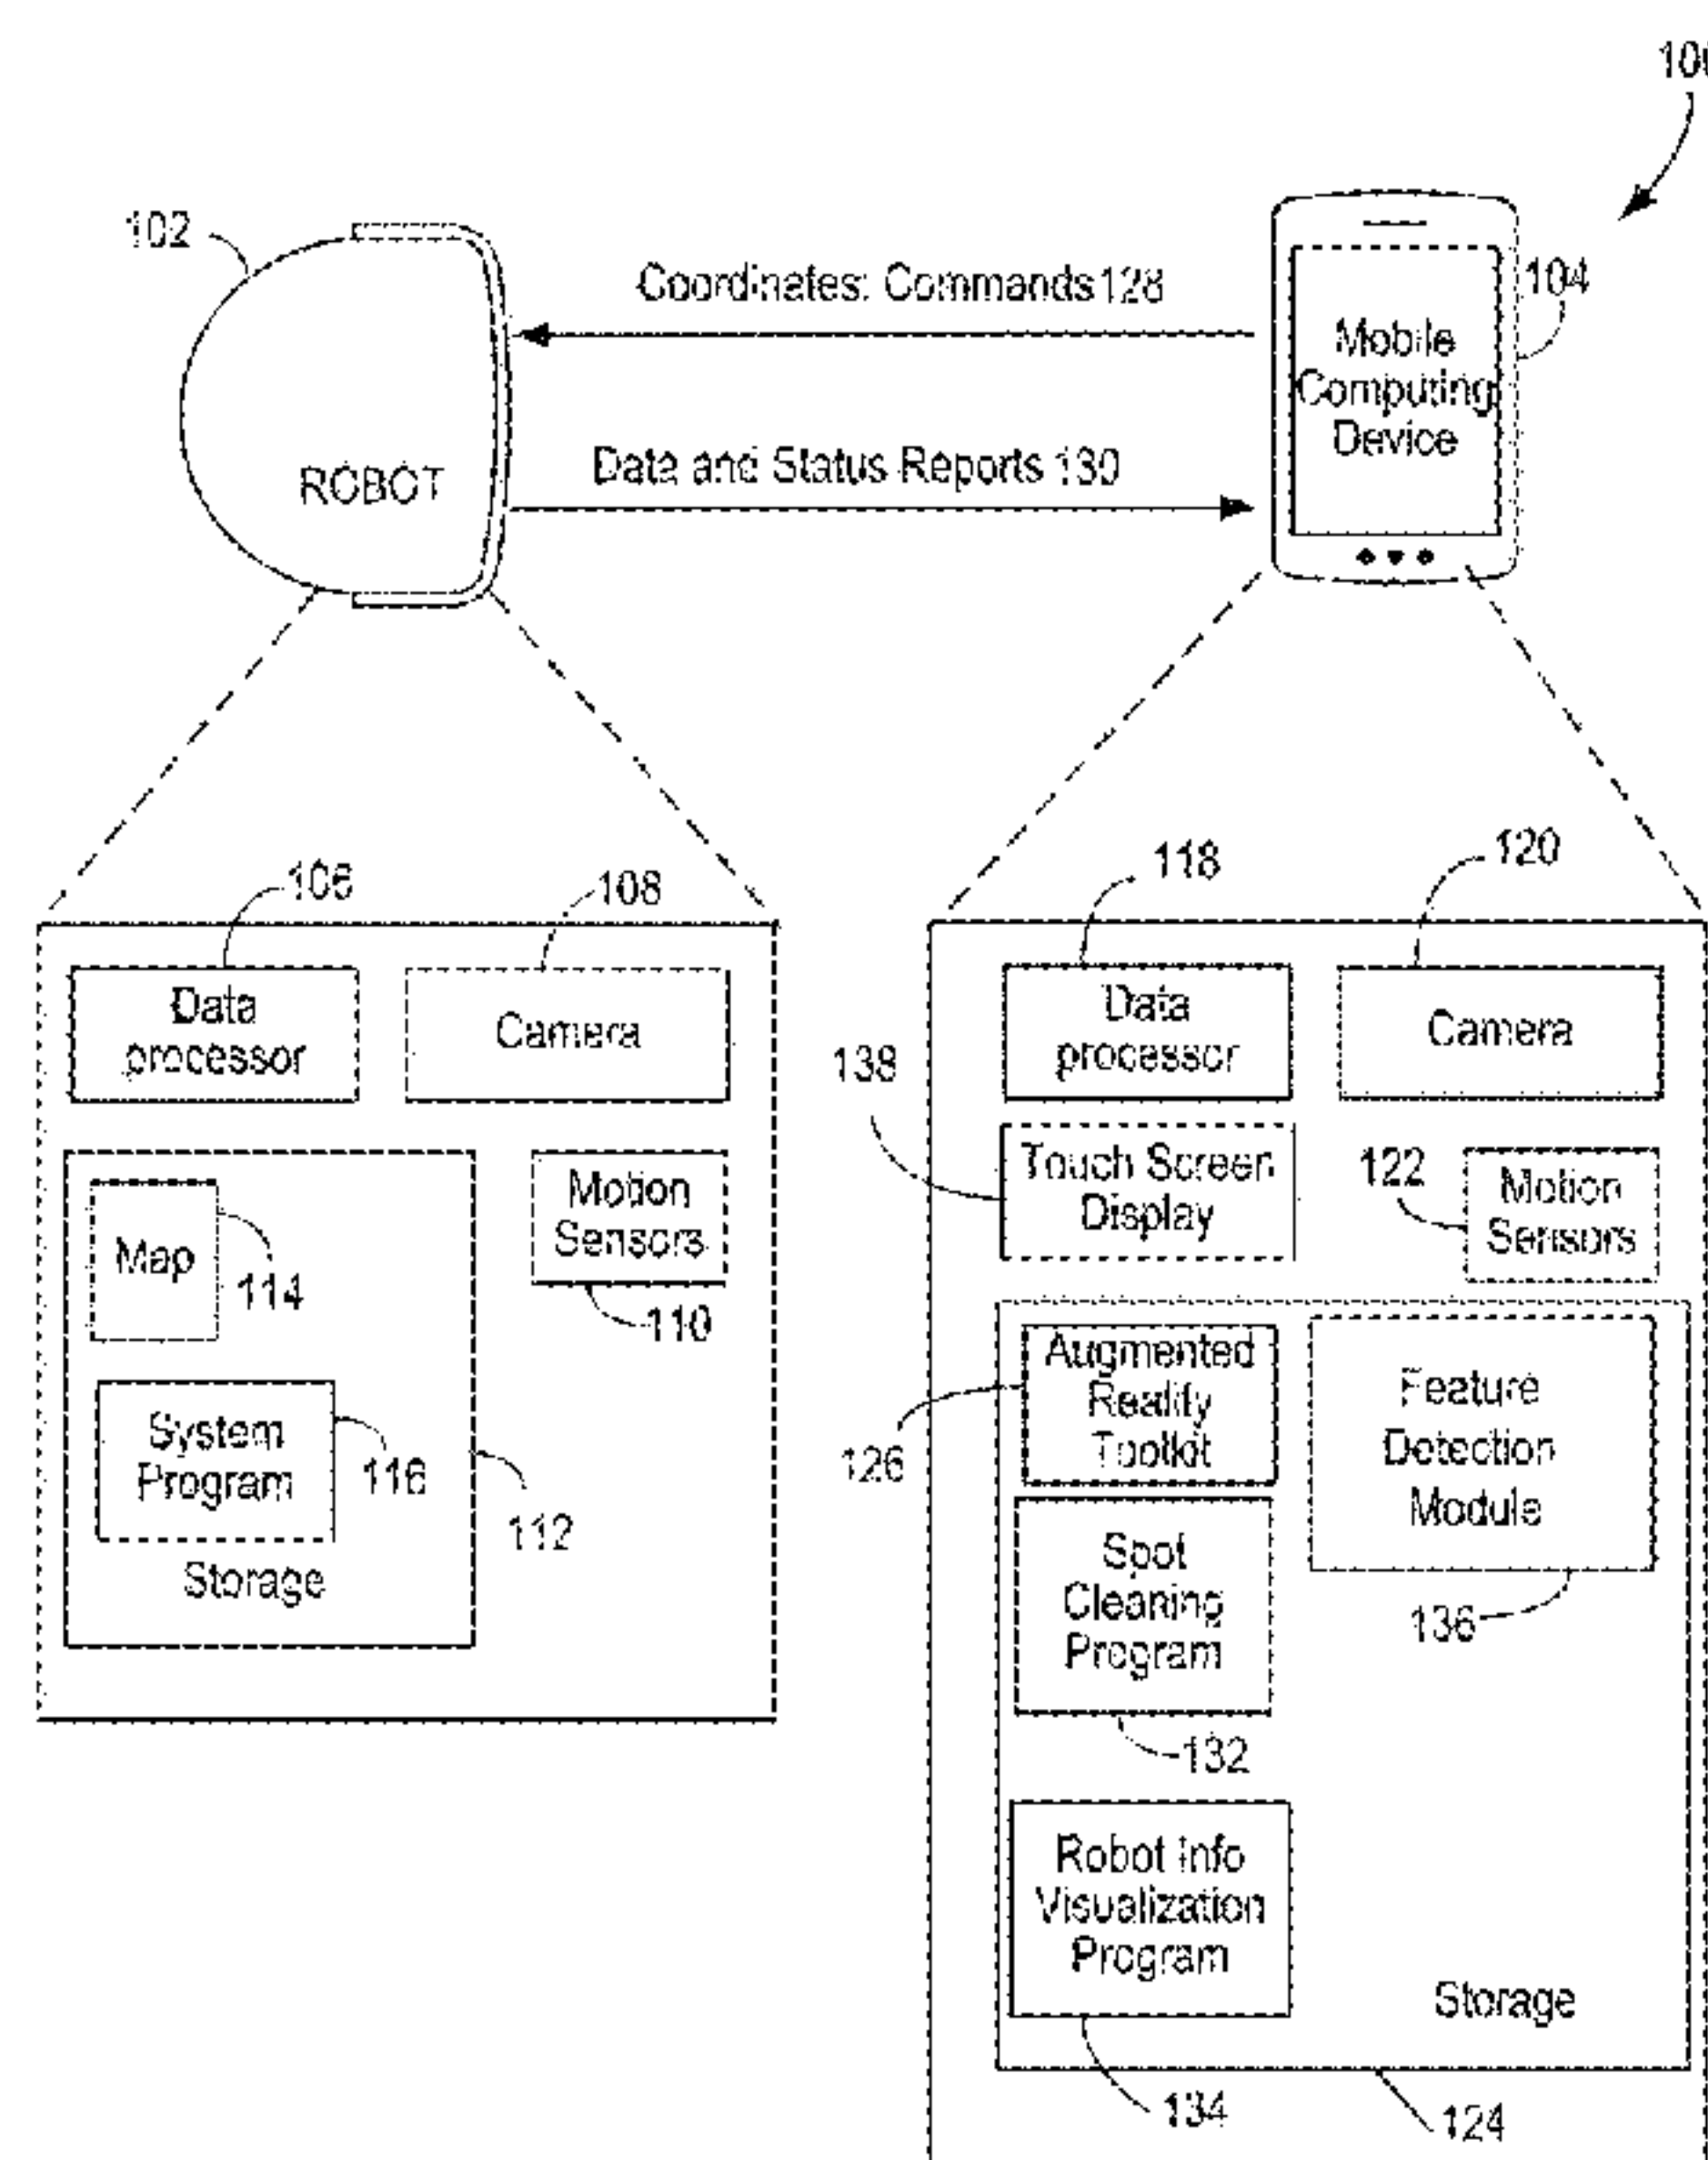 102
104
Coordinates: Commands 128
Mobile
Computing
Device
ROBOT
Data and Status Reports 130
106
108
118
120
Data
processor
Camera
Data
processor
Camera
138
Touch Screen
Display
122
Motion
Sensors
Map
114
Motion
Sensors
110
System
Program
116
112
Storage
Augmented
Reality
Toolkit
126
Feature
Detection
Module
136
Spot
Cleaning
Program
132
Robot Info
Visualization
Program
134
Storage
124